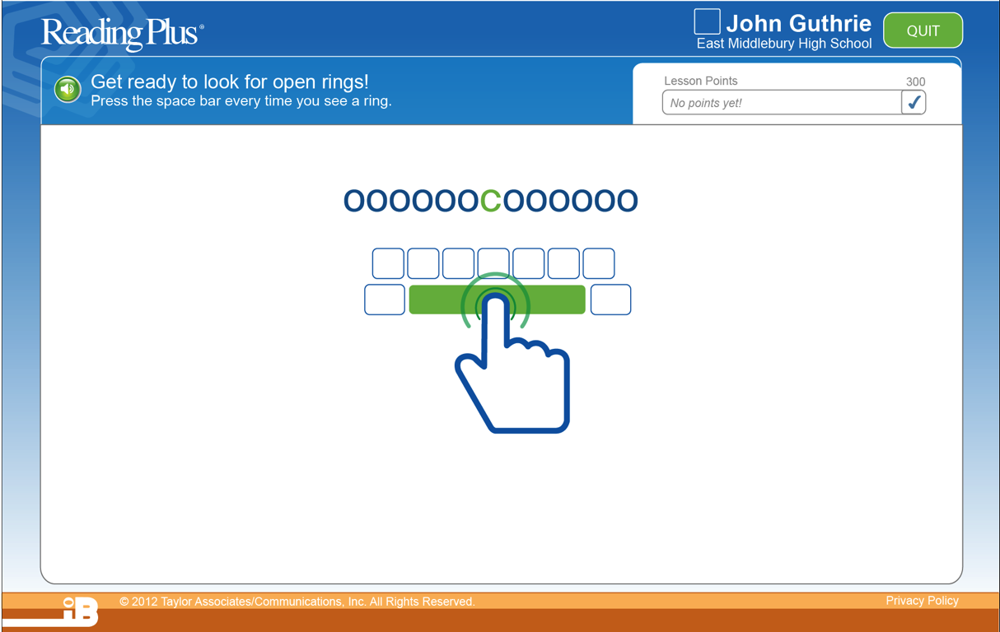 Reading Plus®
John Guthrie
East Middlebury High School
QUIT
Get ready to look for open rings!
Press the space bar every time you see a ring.
Lesson Points
300
No points yet!
OOOOOOCOOOOOO
iB
© 2012 Taylor Associates/Communications, Inc. All Rights Reserved.
Privacy Policy